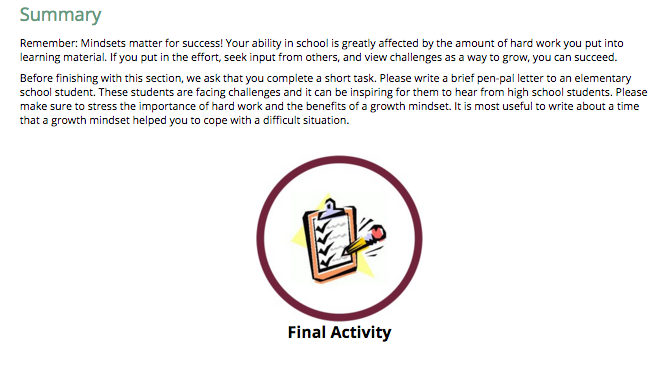 Summary
Remember: Mindsets matter for success! Your ability in school is greatly affected by the amount of hard work you put into
learning material. If you put in the effort, seek input from others, and view challenges as a way to grow, you can succeed.
Before finishing with this section, we ask that you complete a short task. Please write a brief pen-pal letter to an elementary
school student. These students are facing challenges and it can be inspiring for them to hear from high school students. Please
make sure to stress the importance of hard work and the benefits of a growth mindset. It is most useful to write about a time
that a growth mindset helped you to cope with a difficult situation.
Final Activity